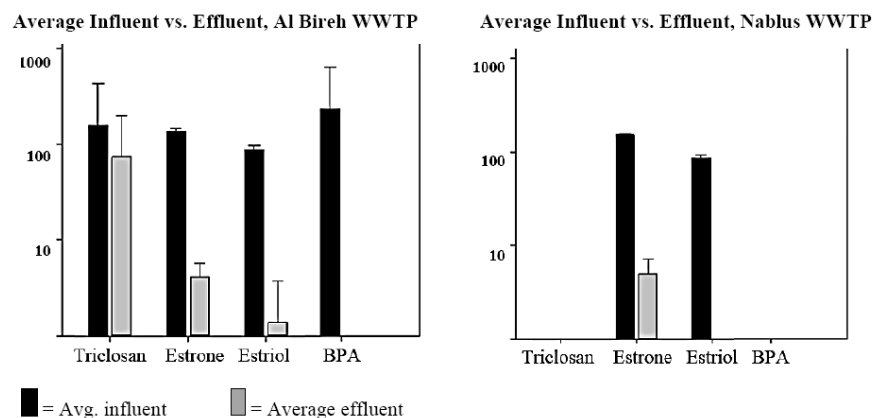 Average Influent vs. Effluent, Al Bireh WWTP
1000
100
10
Triclosan Estrone Estriol BPA
Average Influent vs. Effluent, Nablus WWTP
1000
100
10
Triclosan Estrone Estriol BPA
= Avg. influent
= Average effluent